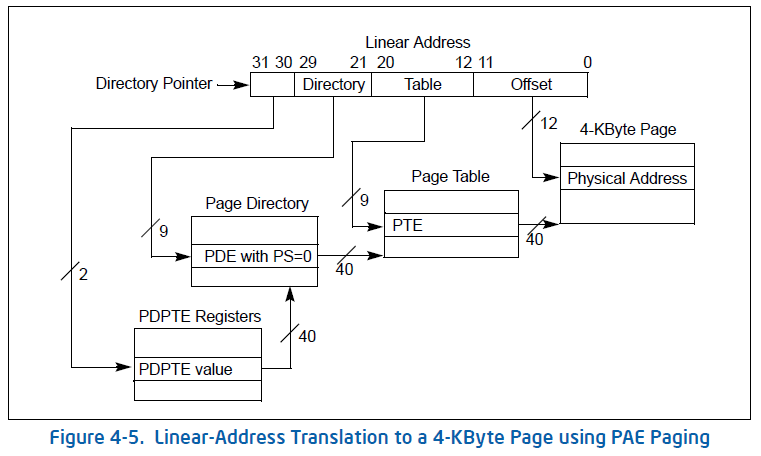 Linear Address
31 30 29 21 20 12 11 0
Directory Pointer Directory Table Offset
12
4-KByte Page
Physical Address
Page Table
9
PTE
40
Page Directory
9
PDE with PS=0
40
2
PDPTE Registers
40
PDPTE value
Figure 4-5. Linear-Address Translation to a 4-KByte Page using PAE Paging